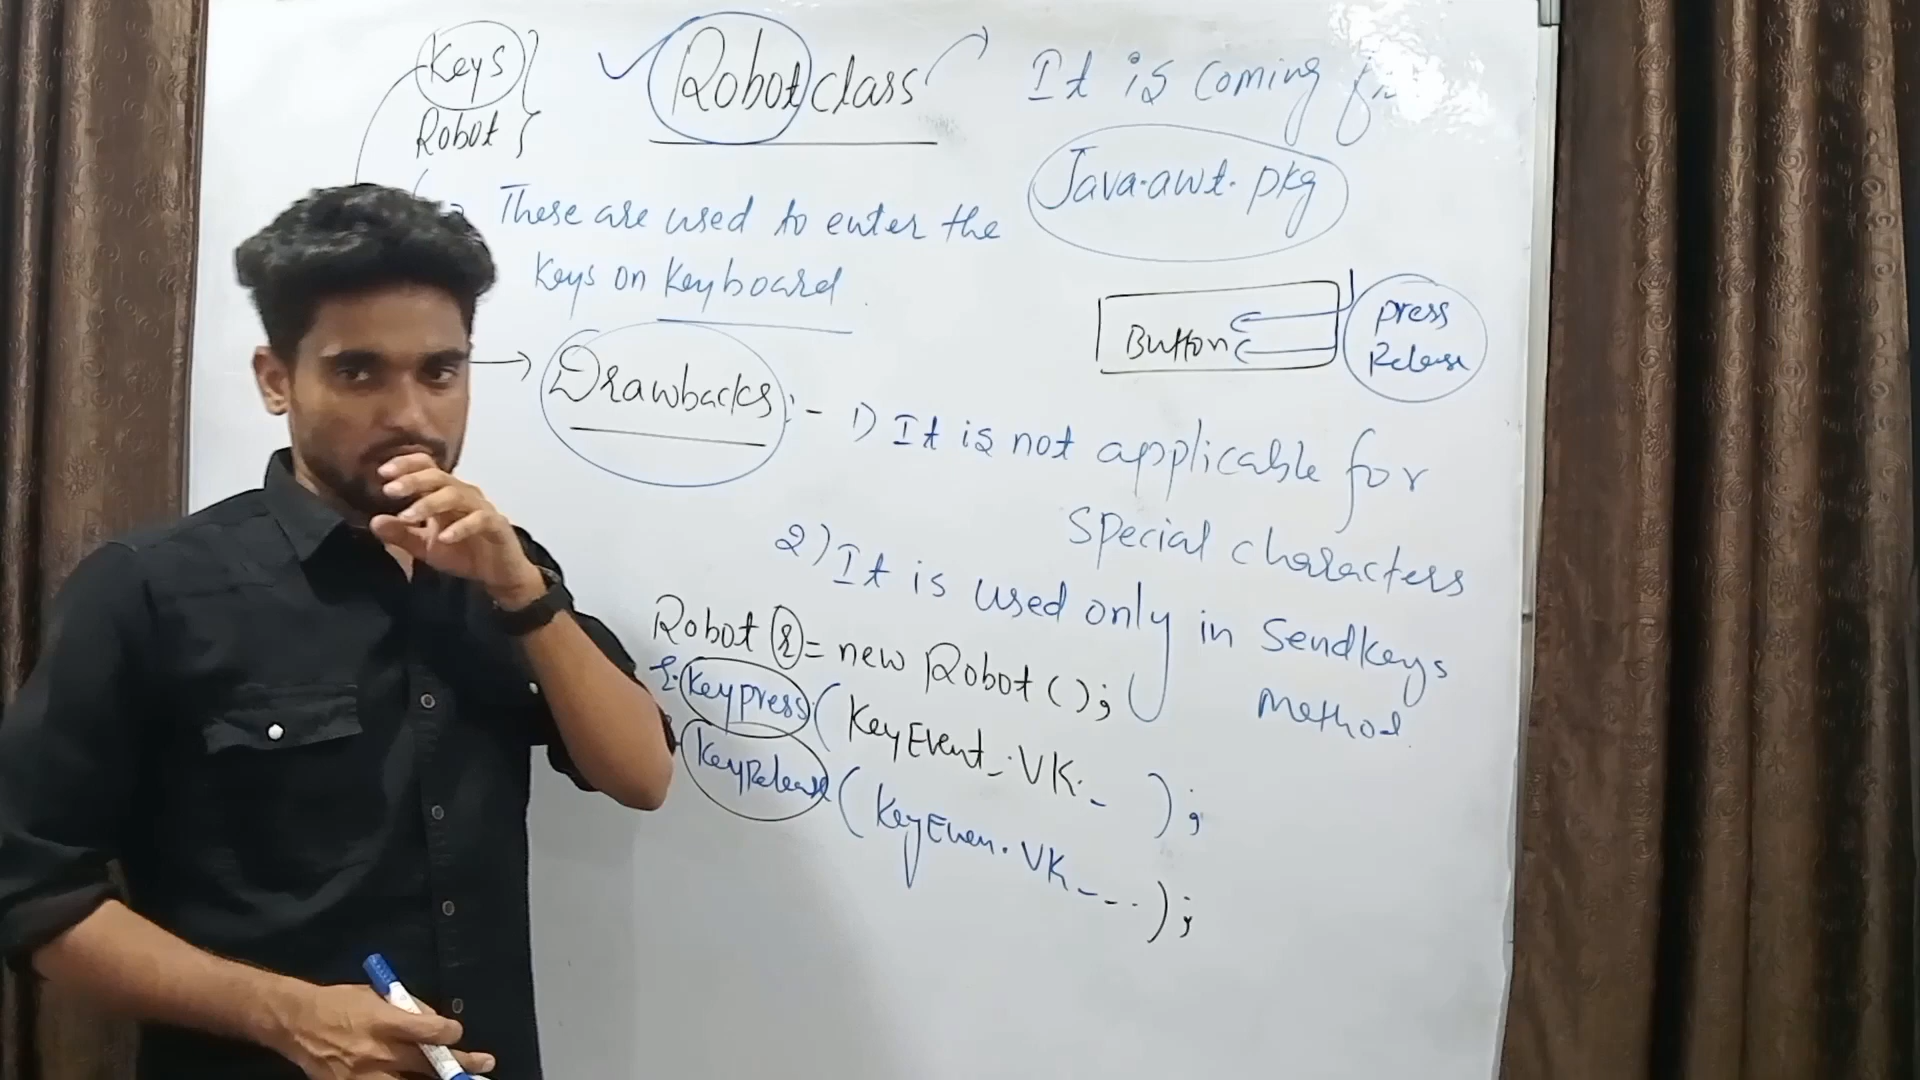 Keys
Robot
Robot class
It is coming
Java.awt. pkg
These are used to enter the
Keys on Keyboard
Button
press
Release
Drawbacks :- 1) It is not applicable for
Special characters
2) It is used only in Sendkeys
Method.
Robot r = new Robot ();
r.Keypress (KeyEvent_.VK._ );
KeyRelease (KeyEven.VK_ _ . );